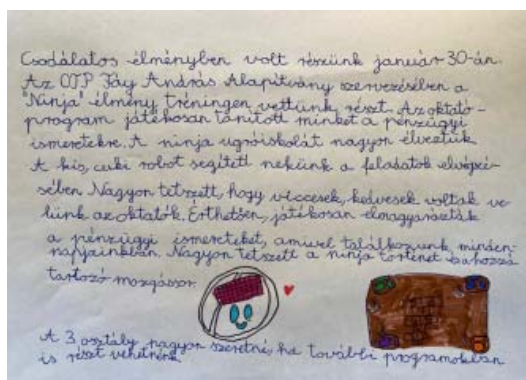 Csodálatos élményben volt részünk január 30-án.
Az OTP Fáy András Alapítvány szervezésében a
"Ninja" élmény tréningen vettünk részt. Az oktató-
program játékosan tanított minket a pénzügyi
ismeretekre. A ninja ugróiskolát nagyon élveztük
A kis, cuki robot segített nekünk a feladatok elvégzé-
sében. Nagyon tetszett, hogy viccesek, kedvesek voltak ve-
lünk az oktatók. Érthetően, játékosan elmagyarázták
a pénzügyi ismereteket, amivel találkozunk minden-
napjainkban. Nagyon tetszett a ninja történet s a hozzá
tartozó mozgássor.
A 3. osztály nagyon szeretné, ha további programokban
is részt vehetnénk